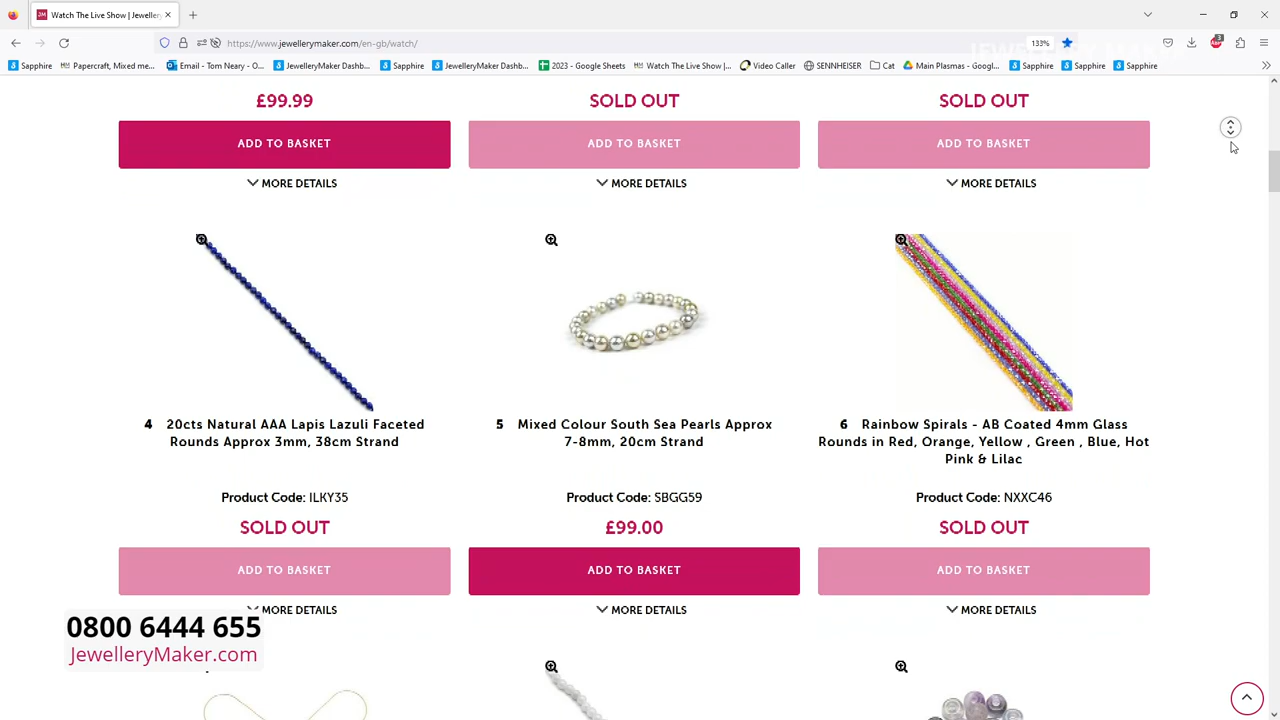 Watch The Live Show | Jeweller
https://www.jewellerymaker.com/en-gb/watch/
133%
3
Sapphire
Papercraft, Mixed me...
Email - Tom Neary - O...
JewelleryMaker Dashb...
Sapphire
JewelleryMaker Dashb...
2023 - Google Sheets
Watch The Live Show |...
Video Caller
SENNHEISER
Cat
Main Plasmas - Googl...
Sapphire
Sapphire
Sapphire
£99.99
SOLD OUT
SOLD OUT
ADD TO BASKET
ADD TO BASKET
ADD TO BASKET
MORE DETAILS
MORE DETAILS
MORE DETAILS
4 20cts Natural AAA Lapis Lazuli Faceted
Rounds Approx 3mm, 38cm Strand
Product Code: ILKY35
SOLD OUT
ADD TO BASKET
MORE DETAILS
5 Mixed Colour South Sea Pearls Approx
7-8mm, 20cm Strand
Product Code: SBGG59
£99.00
ADD TO BASKET
MORE DETAILS
6 Rainbow Spirals - AB Coated 4mm Glass
Rounds in Red, Orange, Yellow , Green , Blue, Hot
Pink & Lilac
Product Code: NXXC46
SOLD OUT
ADD TO BASKET
MORE DETAILS
0800 6444 655
JewelleryMaker.com